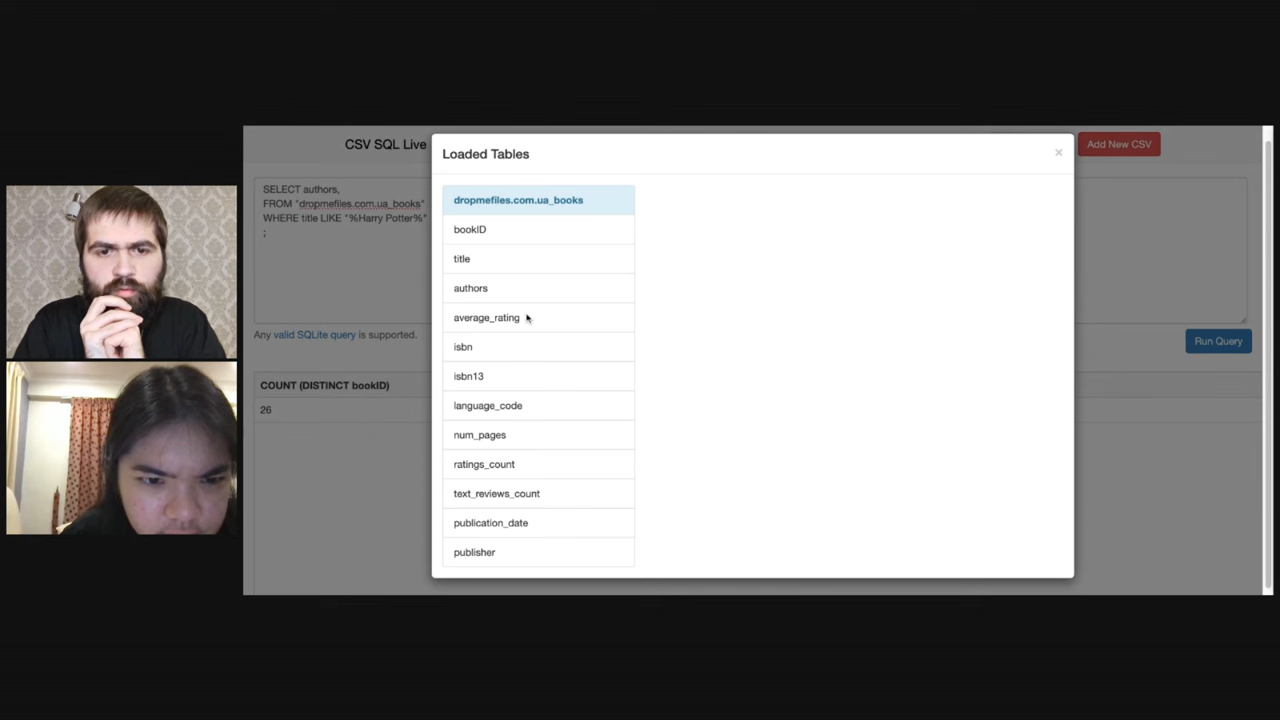 CSV SQL Live
Loaded Tables
×
Add New CSV
SELECT authors,
FROM "dropmefiles.com.ua_books"
WHERE title LIKE "%Harry Potter%"
;
dropmefiles.com.ua_books
bookID
title
authors
average_rating
isbn
isbn13
language_code
num_pages
ratings_count
text_reviews_count
publication_date
publisher
Any valid SQLite query is supported.
Run Query
COUNT (DISTINCT bookID)
26